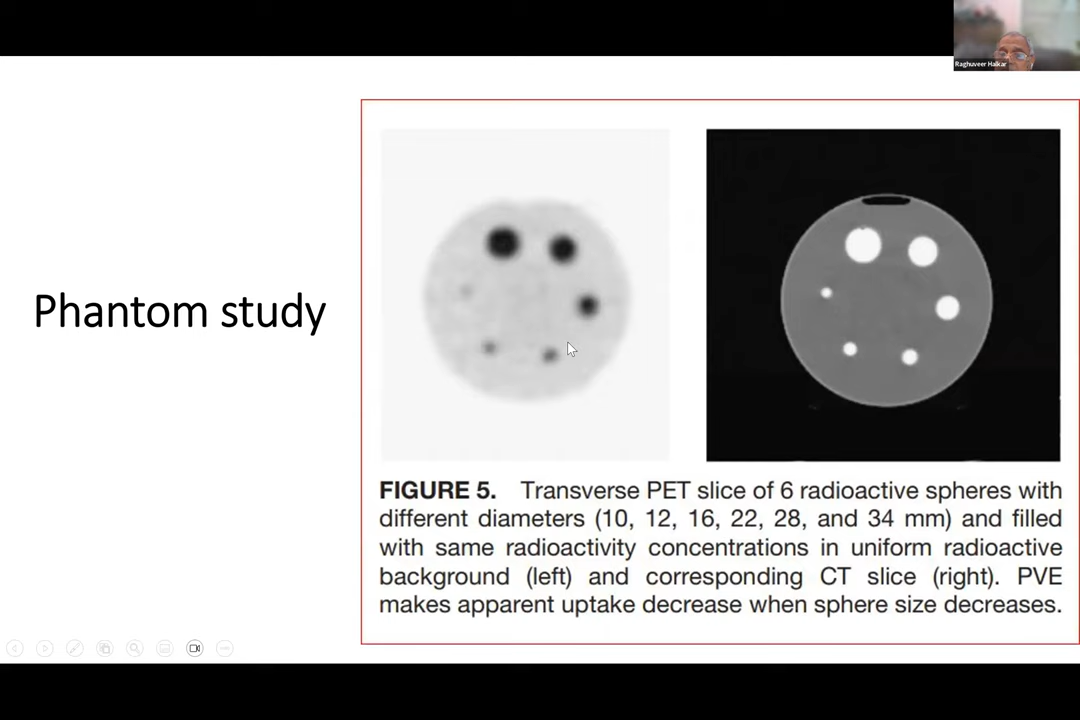 Raghuveer Halkar
Phantom study
FIGURE 5. Transverse PET slice of 6 radioactive spheres with
different diameters (10, 12, 16, 22, 28, and 34 mm) and filled
with same radioactivity concentrations in uniform radioactive
background (left) and corresponding CT slice (right). PVE
makes apparent uptake decrease when sphere size decreases.